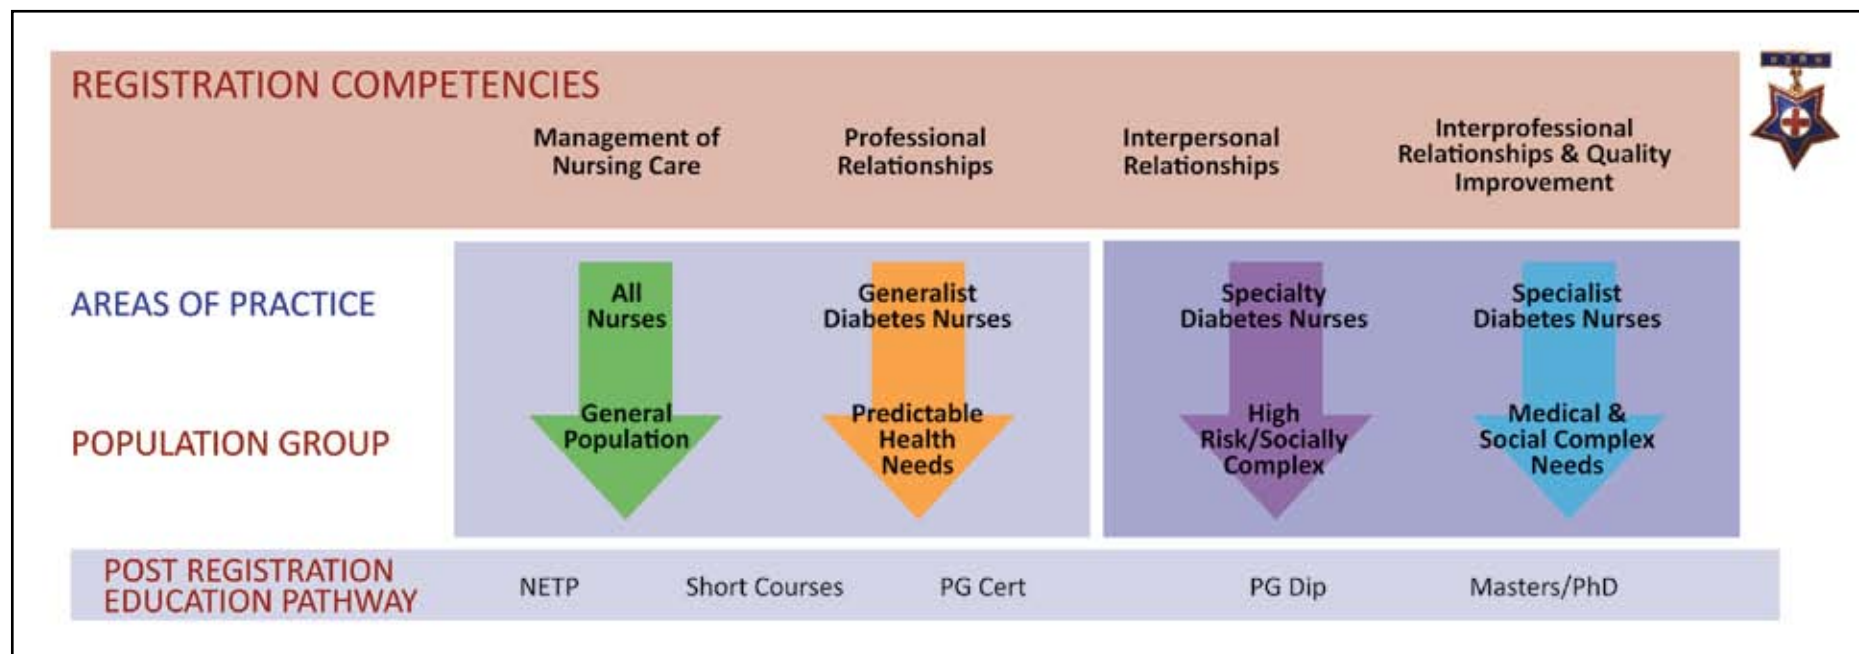 REGISTRATION COMPETENCIES
Management of
Nursing Care
Professional
Relationships
Interpersonal
Relationships
Interprofessional
Relationships & Quality
Improvement
AREAS OF PRACTICE
All
Nurses
Generalist
Diabetes Nurses
Specialty
Diabetes Nurses
Specialist
Diabetes Nurses
POPULATION GROUP
General
Population
Predictable
Health
Needs
High
Risk/Socially
Complex
Medical &
Social Complex
Needs
POST REGISTRATION
EDUCATION PATHWAY
NETP
Short Courses
PG Cert
PG Dip
Masters/PhD